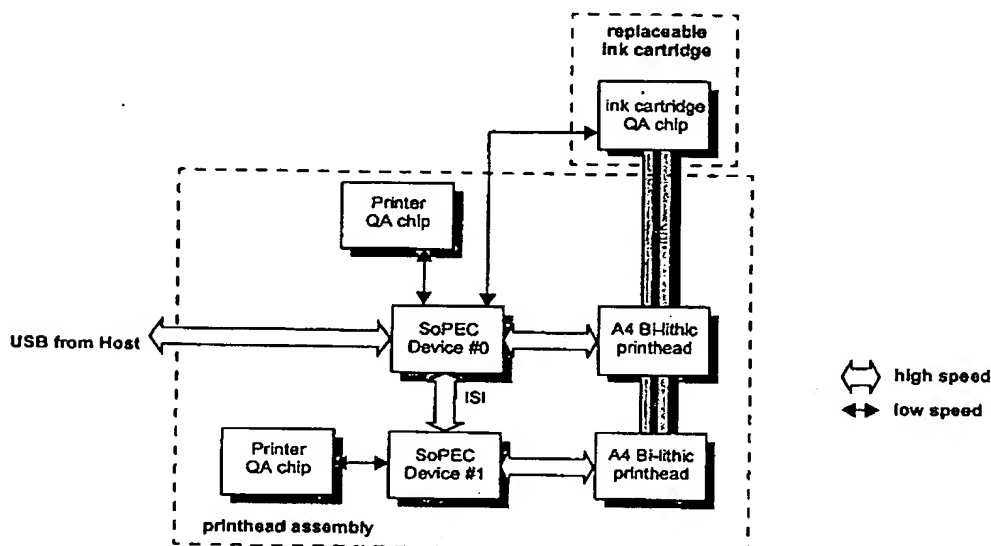 replaceable
ink cartridge
ink cartridge
QA chip
Printer
QA chip
USB from Host
SoPEC
Device #0
A4 Bi-lithic
printhead
high speed
low speed
ISI
Printer
QA chip
SoPEC
Device #1
A4 Bi-lithic
printhead
printhead assembly